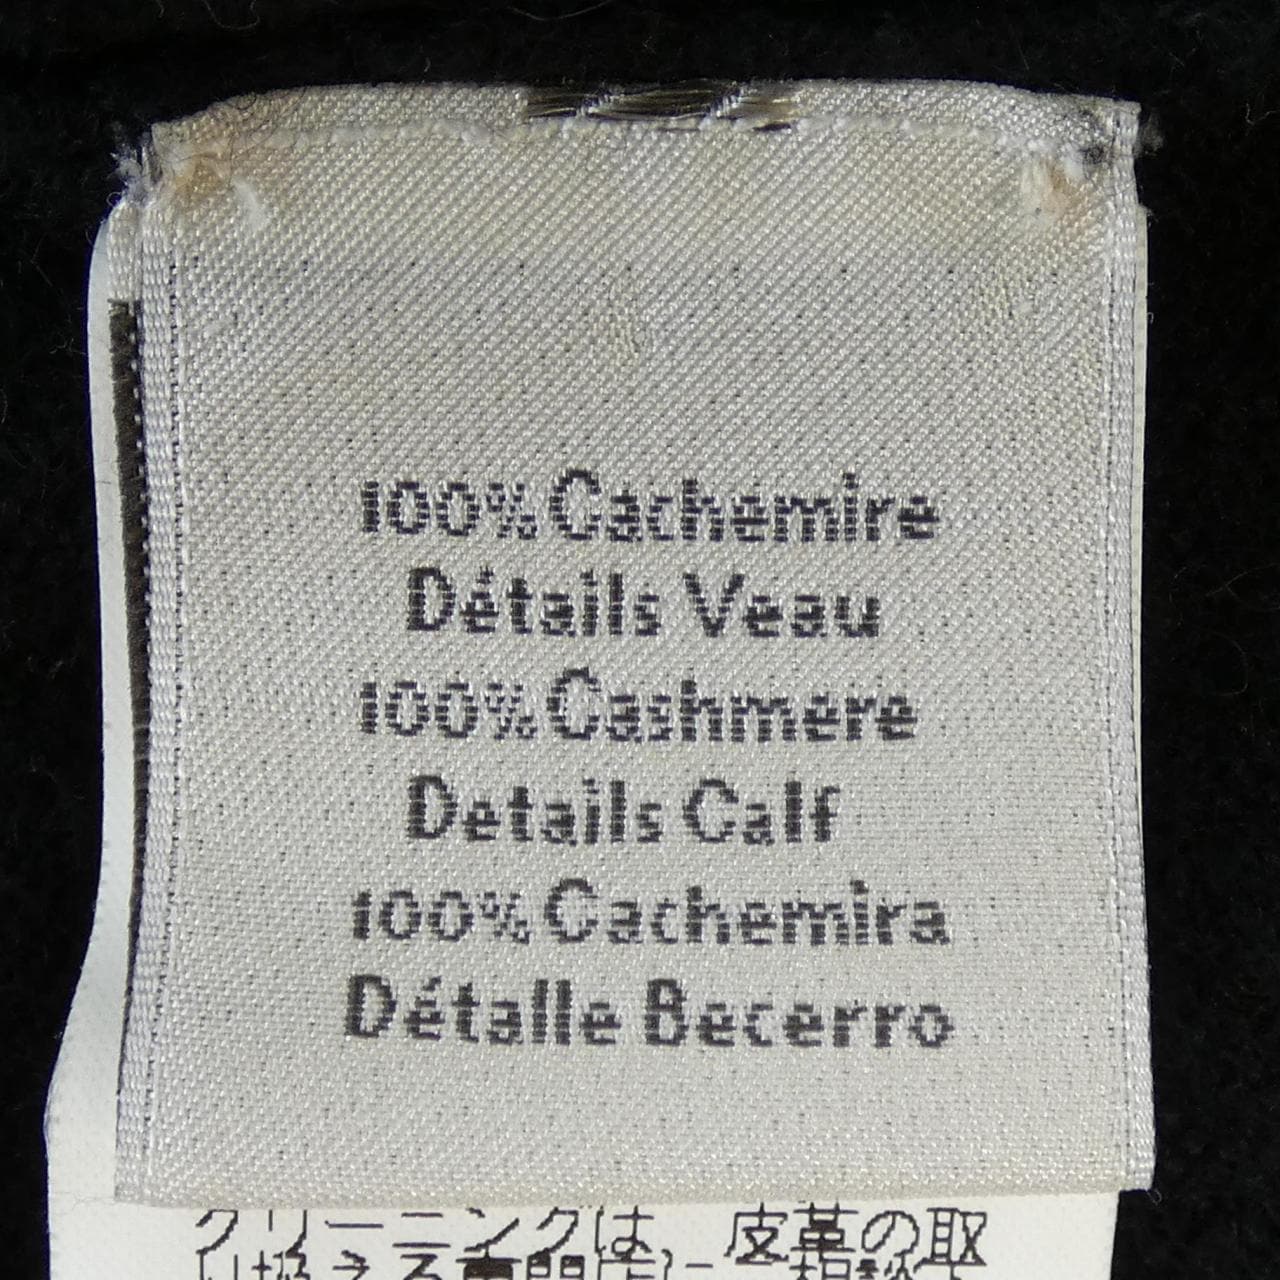 100% Cachemire
Détails Veau
100% Cashmere
Details Calf
100% Cachemira
Détalle Becerro
クリーニングは、皮革の取